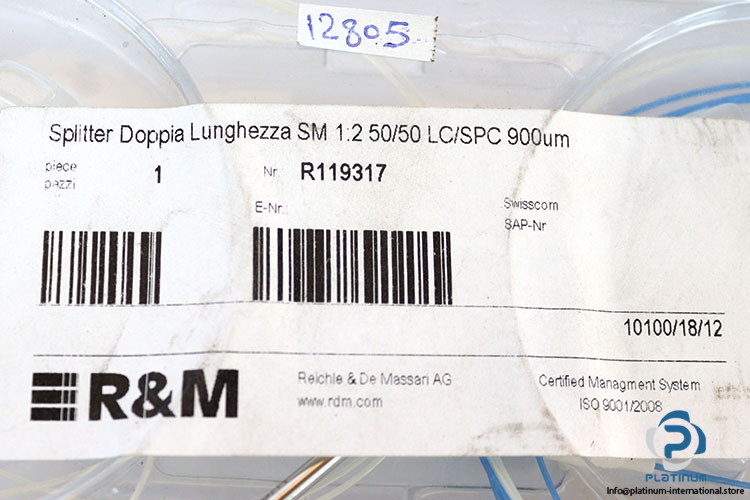 12805
Splitter Doppia Lunghezza SM 1:2 50/50 LC/SPC 900um
piece 1 Nr. R119317
pezzi
E-Nr.: Swisscom
SAP-Nr
10100/18/12
R&M Reichle & De Massari AG Certified Managment System
www.rdm.com ISO 9001/2008
PLATINUM
Info@platinum-international.store